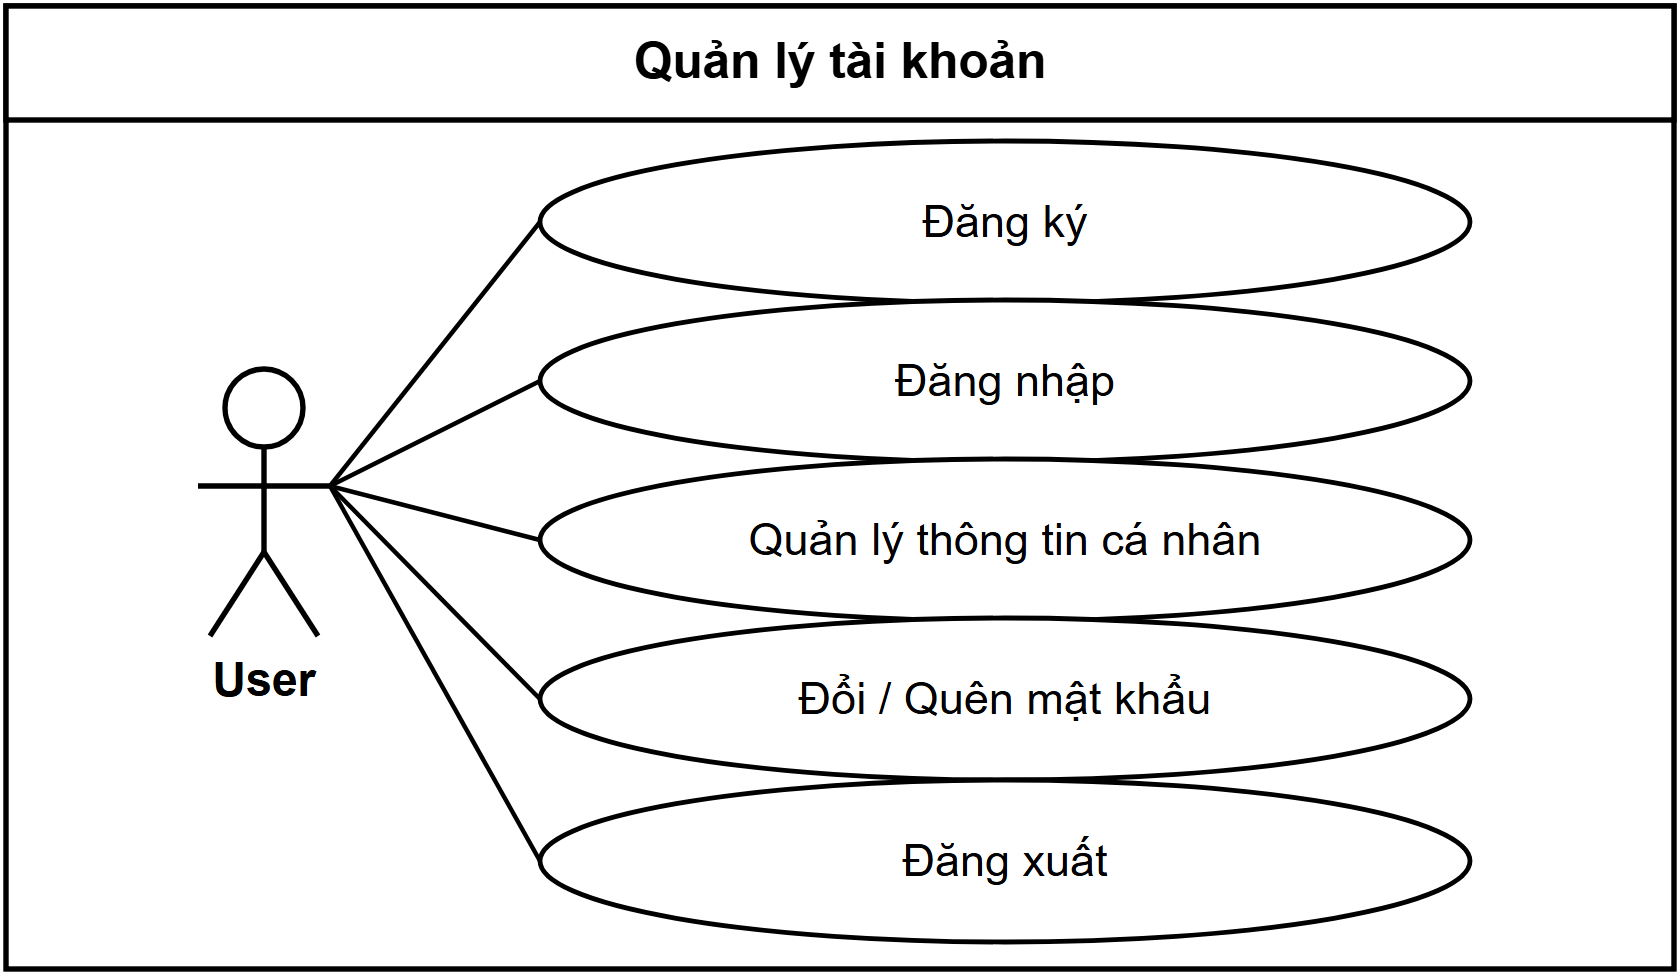 Quản lý tài khoản
Đăng ký
Đăng nhập
Quản lý thông tin cá nhân
Đổi / Quên mật khẩu
Đăng xuất
User